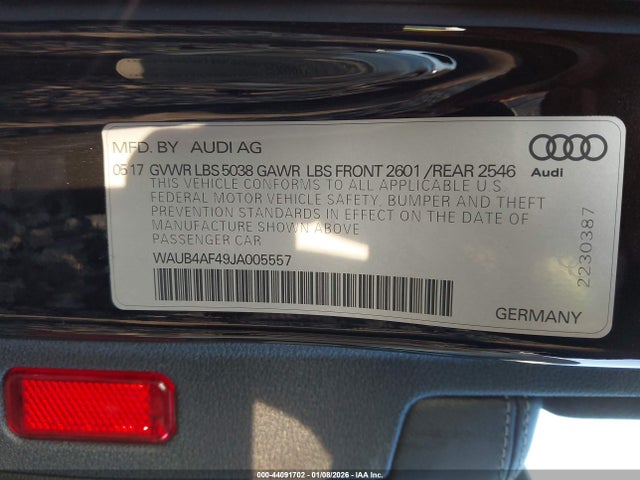 MFD. BY AUDI AG
05 17 GVWR LBS 5038 GAWR LBS FRONT 2601 /REAR 2546
THIS VEHICLE CONFORMS TO ALL APPLICABLE U.S.
FEDERAL MOTOR VEHICLE SAFETY, BUMPER AND THEFT
PREVENTION STANDARDS IN EFFECT ON THE DATE OF
MANUFACTURE SHOWN ABOVE
PASSENGER CAR
WAUB4AF49JA005557
Audi
2230387
GERMANY
000-44091702 - 01/08/2026 - IAA Inc.